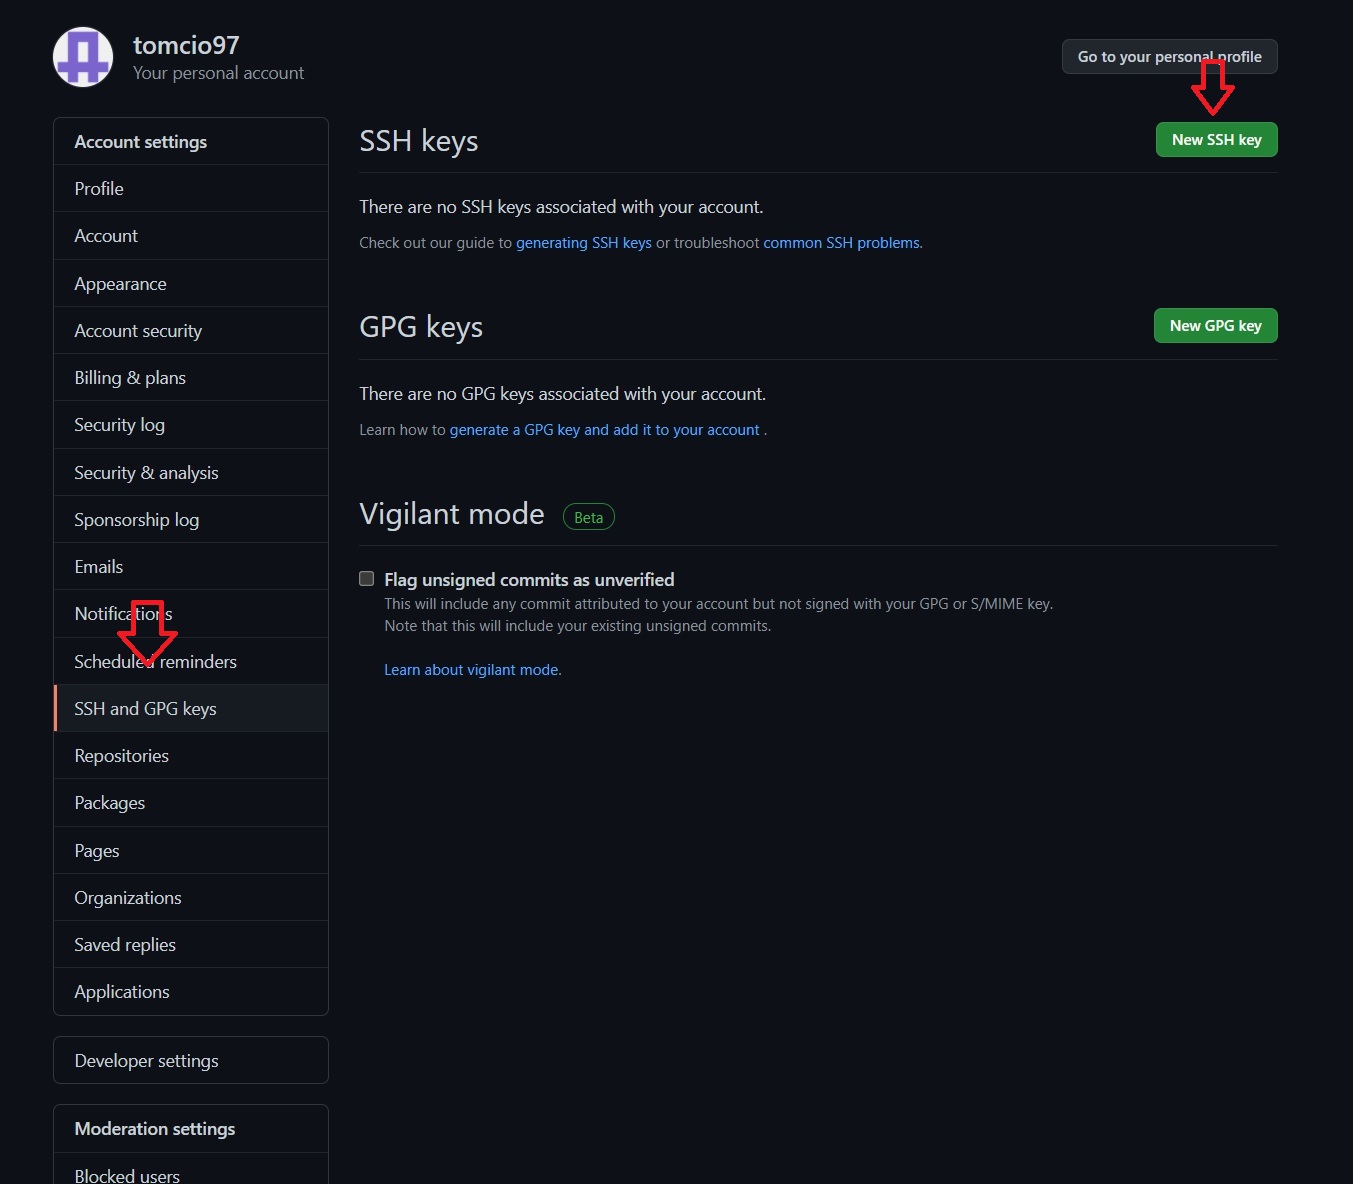 tomcio97
Your personal account
Go to your personal profile
Account settings
Profile
Account
Appearance
Account security
Billing & plans
Security log
Security & analysis
Sponsorship log
Emails
Notifications
Scheduled reminders
SSH and GPG keys
Repositories
Packages
Pages
Organizations
Saved replies
Applications
Developer settings
Moderation settings
Blocked users
SSH keys
New SSH key
There are no SSH keys associated with your account.
Check out our guide to generating SSH keys or troubleshoot common SSH problems.
GPG keys
New GPG key
There are no GPG keys associated with your account.
Learn how to generate a GPG key and add it to your account .
Vigilant mode Beta
Flag unsigned commits as unverified
This will include any commit attributed to your account but not signed with your GPG or S/MIME key.
Note that this will include your existing unsigned commits.
Learn about vigilant mode.